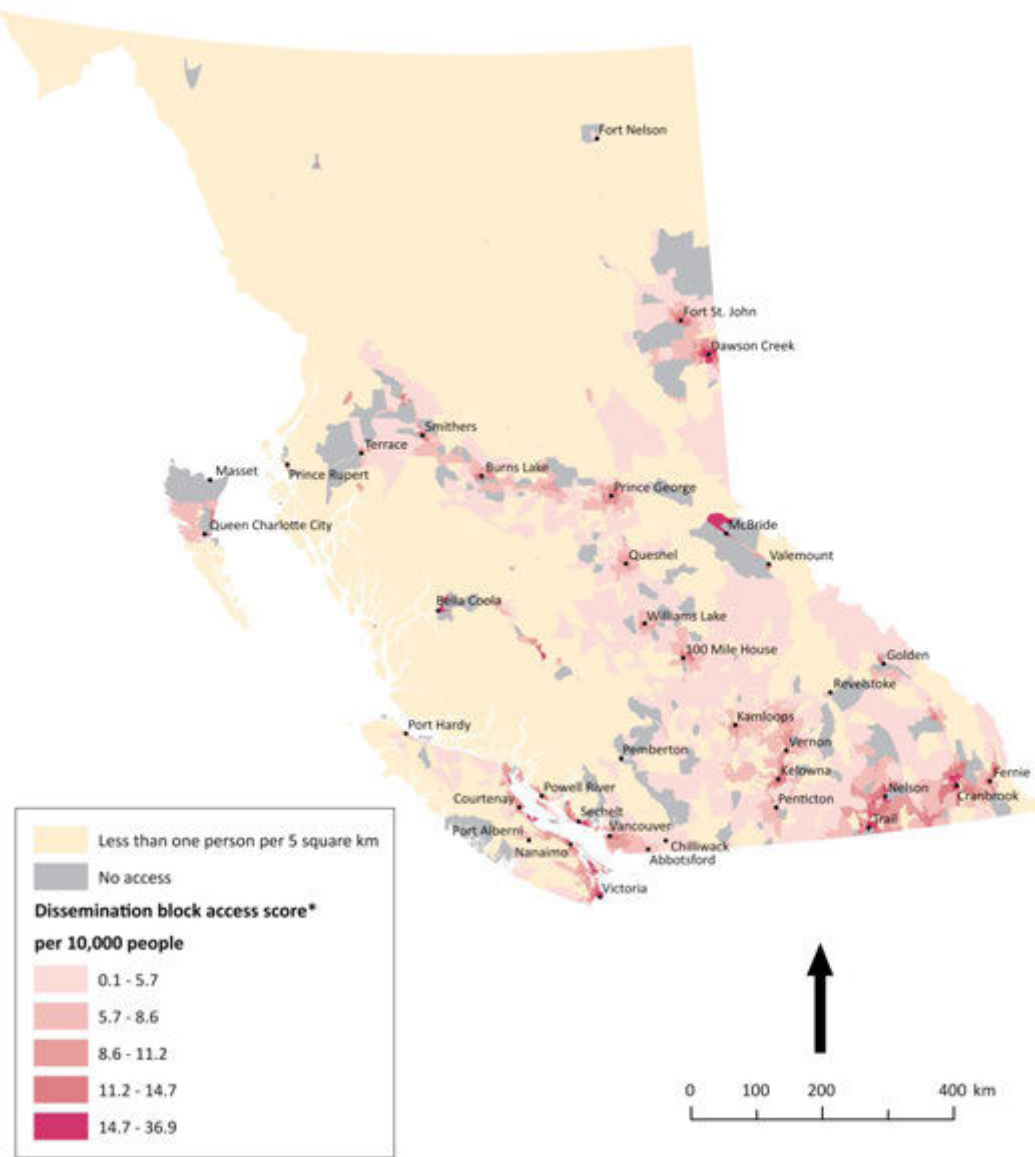 Fort Nelson
Fort St. John
Dawson Creek
Smithers
Terrace
Masset
Prince Rupert
Burns Lake
Prince George
Queen Charlotte City
McBride
Queshel
Valemount
Bella Coola
Williams Lake
100 Mile House
Golden
Revelstoke
Port Hardy
Kamloops
Vernon
Pemberton
Kelowna
Fernie
Powell River
Nelson
Cranbrook
Courtenay
Penticton
Sechelt
Trail
Port Alberni
Vancouver
Chilliwack
Nanaimo
Abbotsford
Victoria
Less than one person per 5 square km
No access
Dissemination block access score*
per 10,000 people
0.1 - 5.7
5.7 - 8.6
8.6 - 11.2
11.2 - 14.7
14.7 - 36.9
0 100 200 400 km